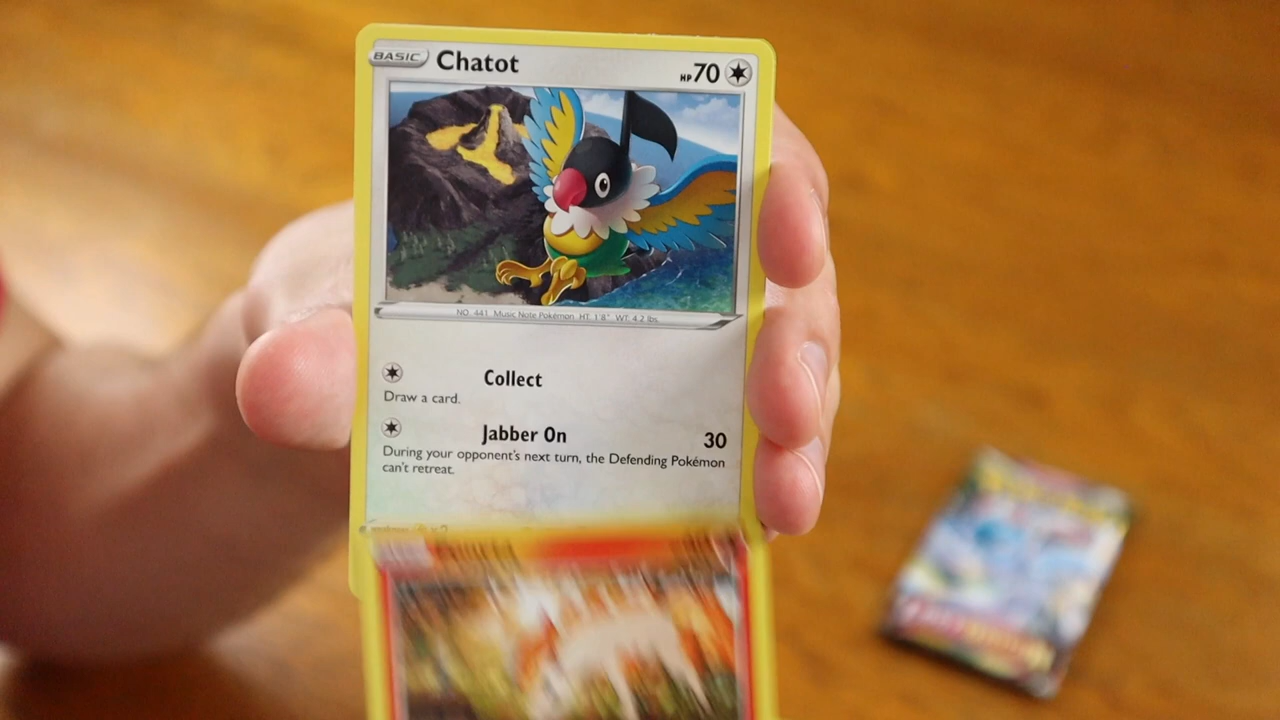 BASIC Chatot HP 70
NO. 441 Music Note Pokémon HT: 1'8" WT: 4.2 lbs.
Collect
Draw a card.
Jabber On 30
During your opponent's next turn, the Defending Pokémon
can't retreat.